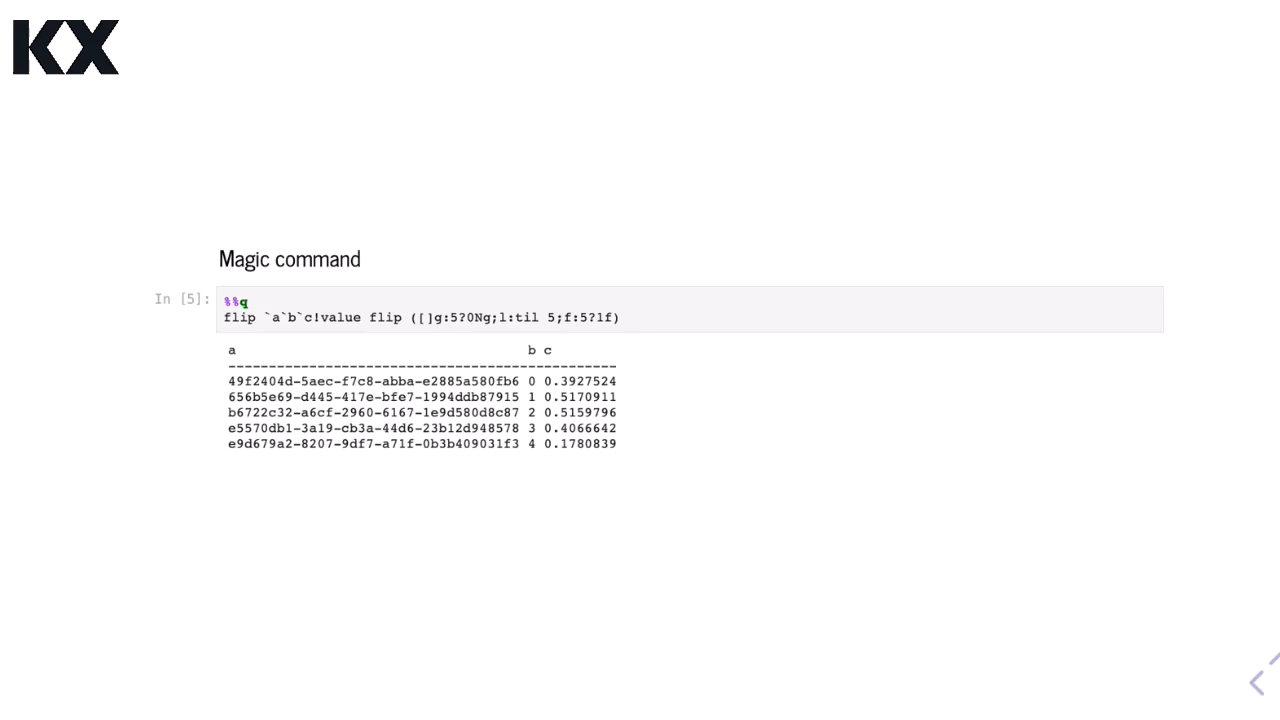 KX
Magic command
In [5]:
%%q
flip `a`b`c!value flip ([]g:5?0Ng;l:til 5;f:5?1f)
a b c
-------------------------------------------------
49f2404d-5aec-f7c8-abba-e2885a580fb6 0 0.3927524
656b5e69-d445-417e-bfe7-1994ddb87915 1 0.5170911
b6722c32-a6cf-2960-6167-1e9d580d8c87 2 0.5159796
e5570db1-3a19-cb3a-44d6-23b12d948578 3 0.4066642
e9d679a2-8207-9df7-a71f-0b3b409031f3 4 0.1780839